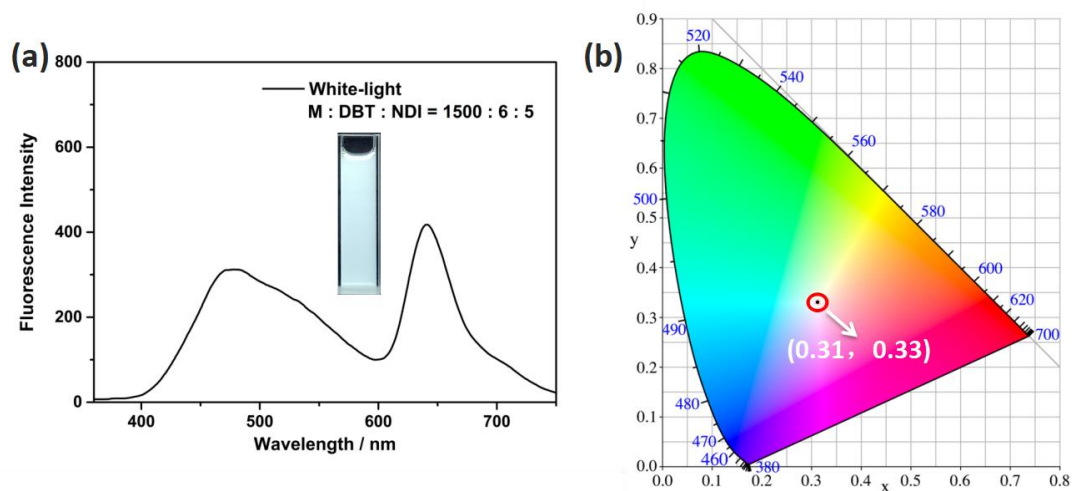 (a)
800
600
400
200
0
400 500 600 700
Fluorescence Intensity
Wavelength / nm
White-light
M : DBT : NDI = 1500 : 6 : 5
(b)
0.9
0.8
0.7
0.6
0.5
y
0.4
0.3
0.2
0.1
0.0
0.0 0.1 0.2 0.3 0.4 0.5 0.6 0.7 0.8
x
520
540
560
580
600
620
700
500
490
480
470
460
380
(0.31, 0.33)